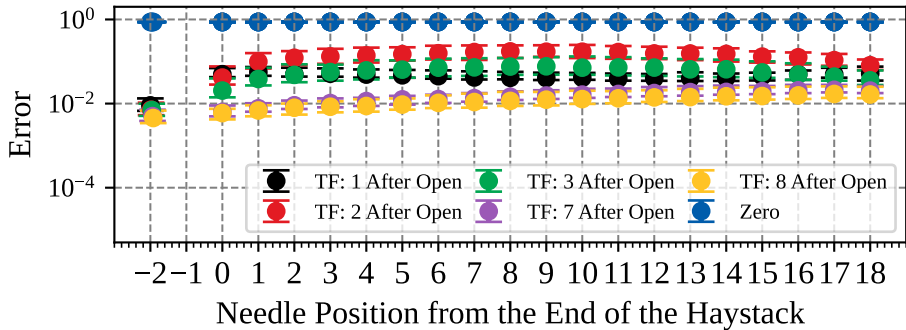 Error
10⁰
10⁻²
10⁻⁴
TF: 1 After Open
TF: 3 After Open
TF: 8 After Open
TF: 2 After Open
TF: 7 After Open
Zero
−2 −1 0 1 2 3 4 5 6 7 8 9 10 11 12 13 14 15 16 17 18
Needle Position from the End of the Haystack